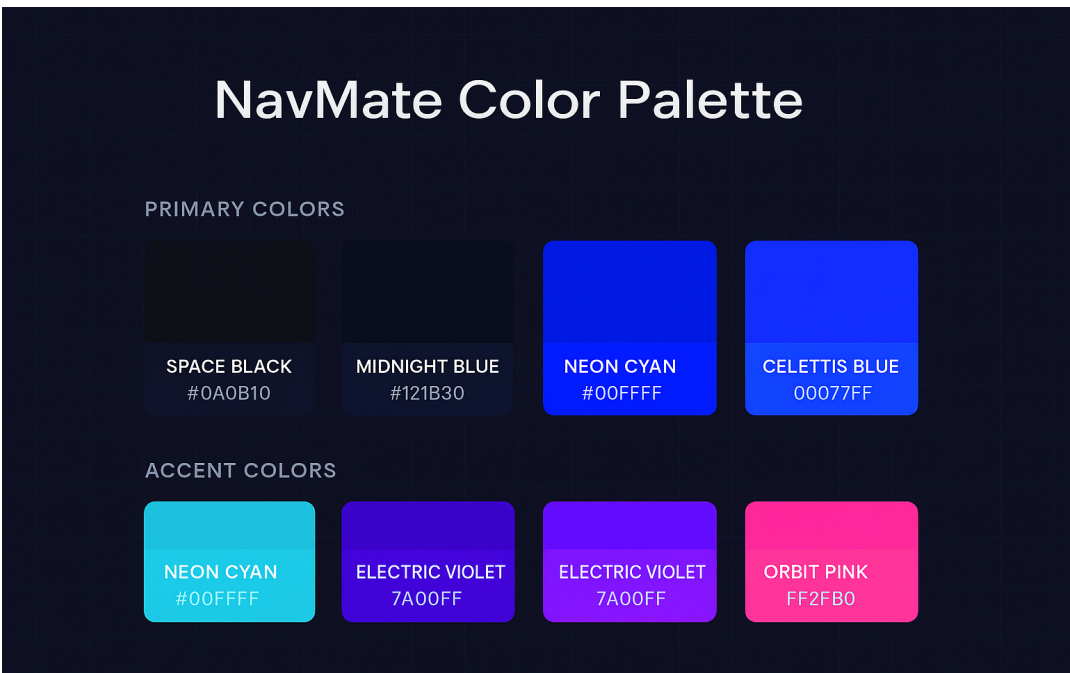 NavMate Color Palette
PRIMARY COLORS
SPACE BLACK
#0A0B10
MIDNIGHT BLUE
#121B30
NEON CYAN
#00FFFF
CELETTIS BLUE
00077FF
ACCENT COLORS
NEON CYAN
#00FFFF
ELECTRIC VIOLET
7A00FF
ELECTRIC VIOLET
7A00FF
ORBIT PINK
FF2FB0